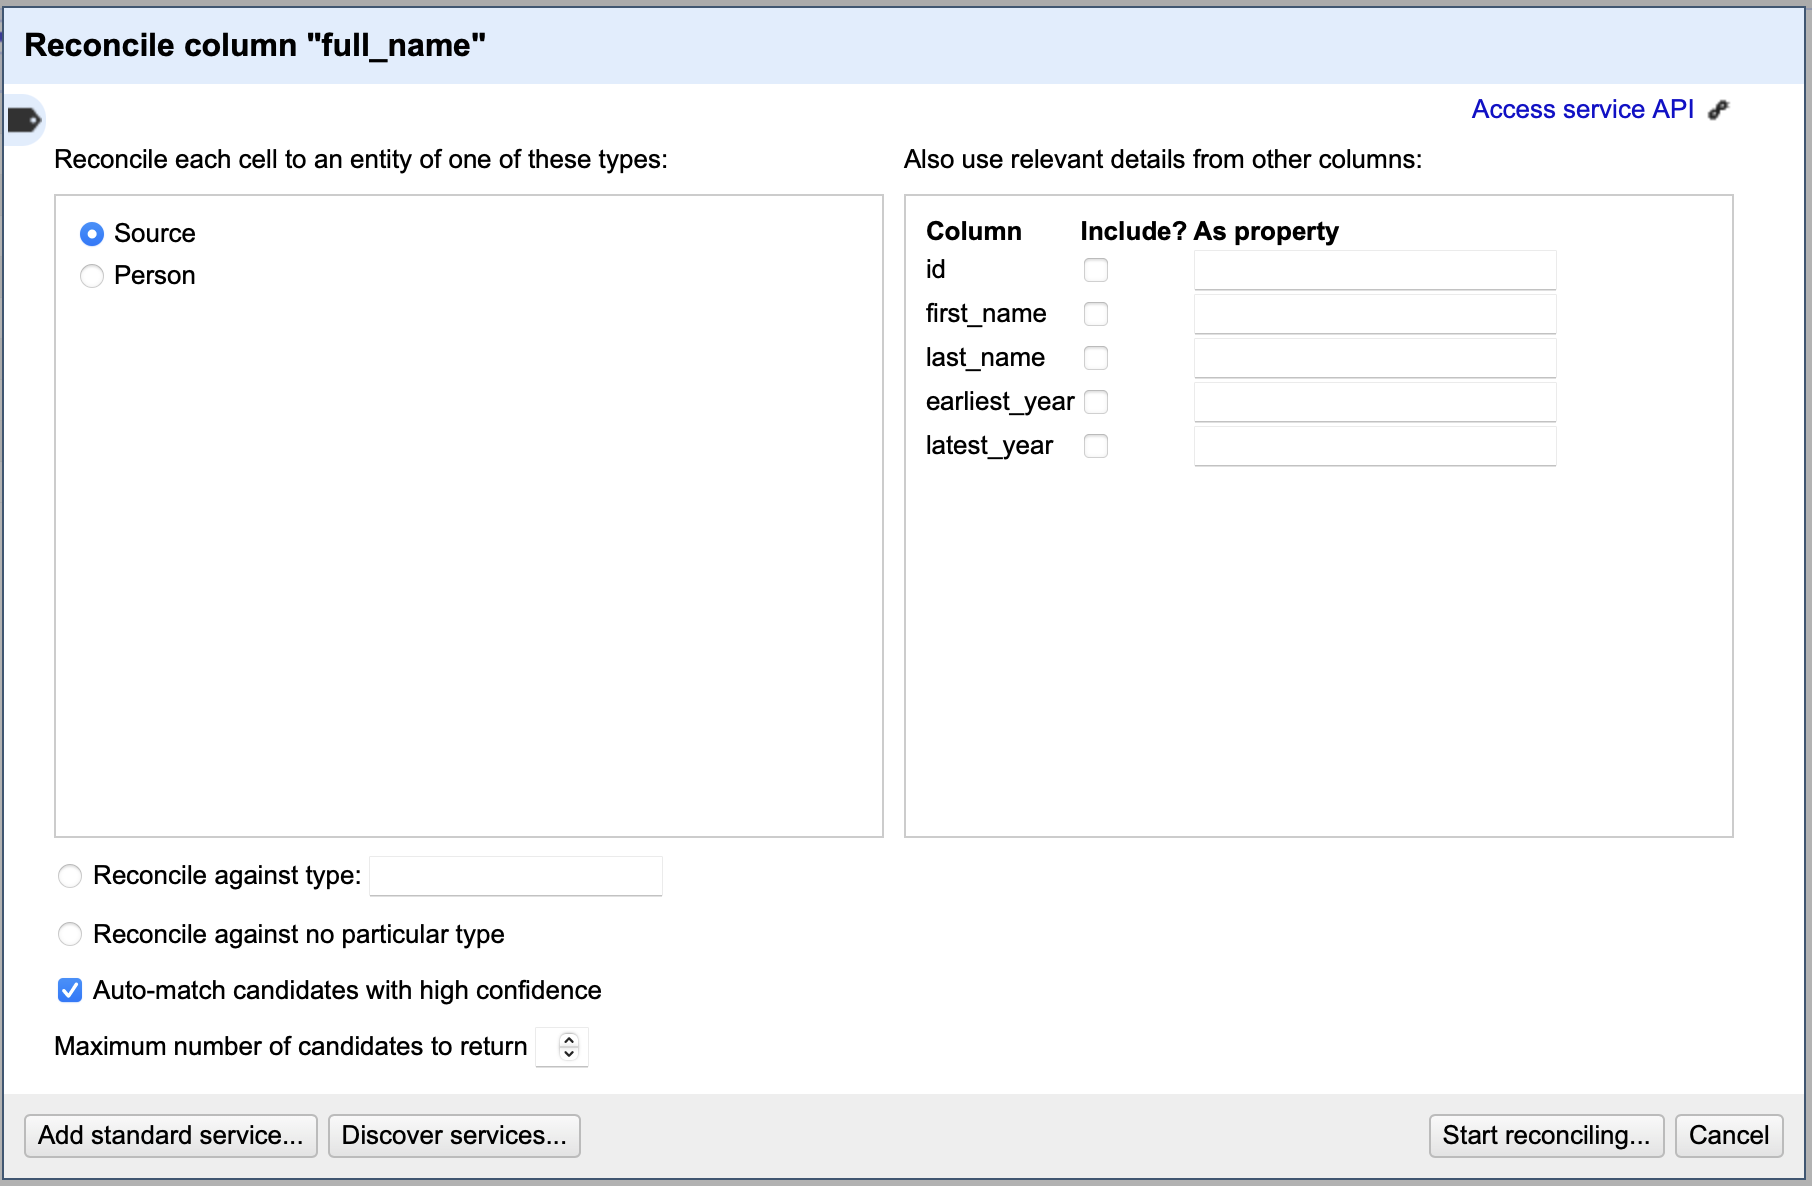 Reconcile column "full_name"
Access service API
Reconcile each cell to an entity of one of these types:
Source
Person
Also use relevant details from other columns:
Column Include? As property
id
first_name
last_name
earliest_year
latest_year
Reconcile against type:
Reconcile against no particular type
Auto-match candidates with high confidence
Maximum number of candidates to return
Add standard service... Discover services... Start reconciling... Cancel